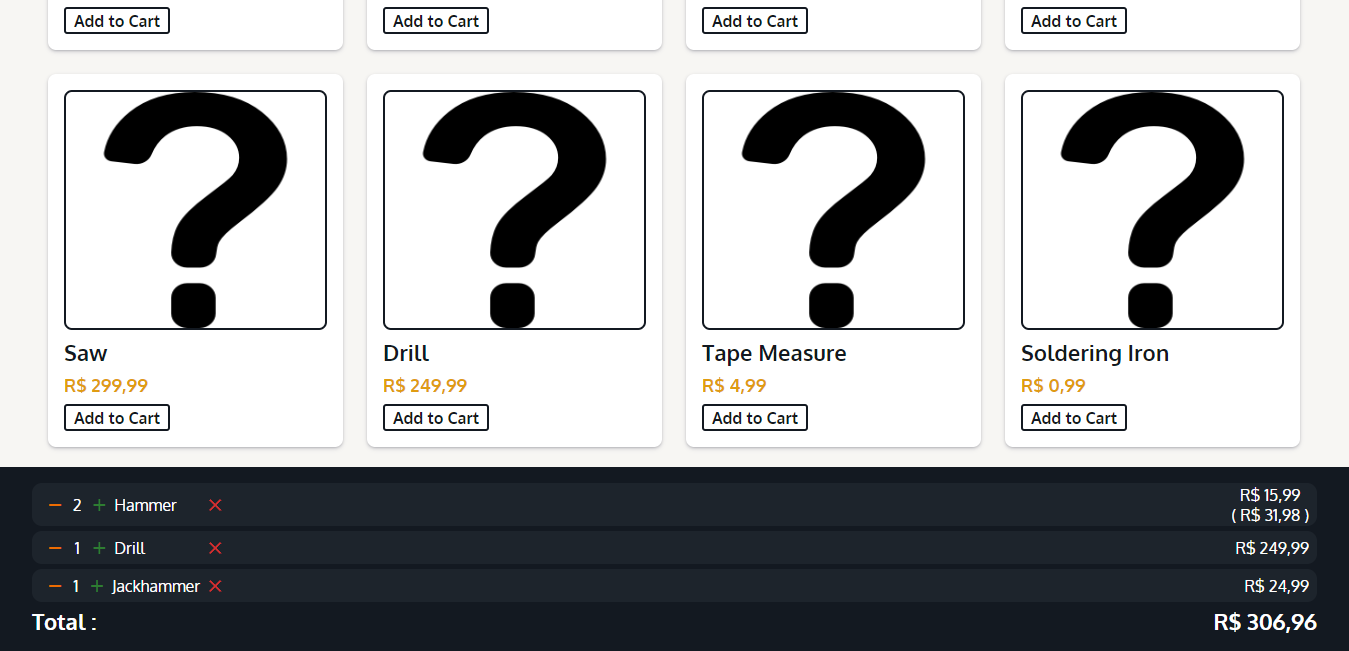 Add to Cart Add to Cart Add to Cart Add to Cart
Saw Drill Tape Measure Soldering Iron
R$ 299,99 R$ 249,99 R$ 4,99 R$ 0,99
Add to Cart Add to Cart Add to Cart Add to Cart
2 Hammer R$ 15,99
( R$ 31,98 )
1 Drill R$ 249,99
1 Jackhammer R$ 24,99
Total : R$ 306,96